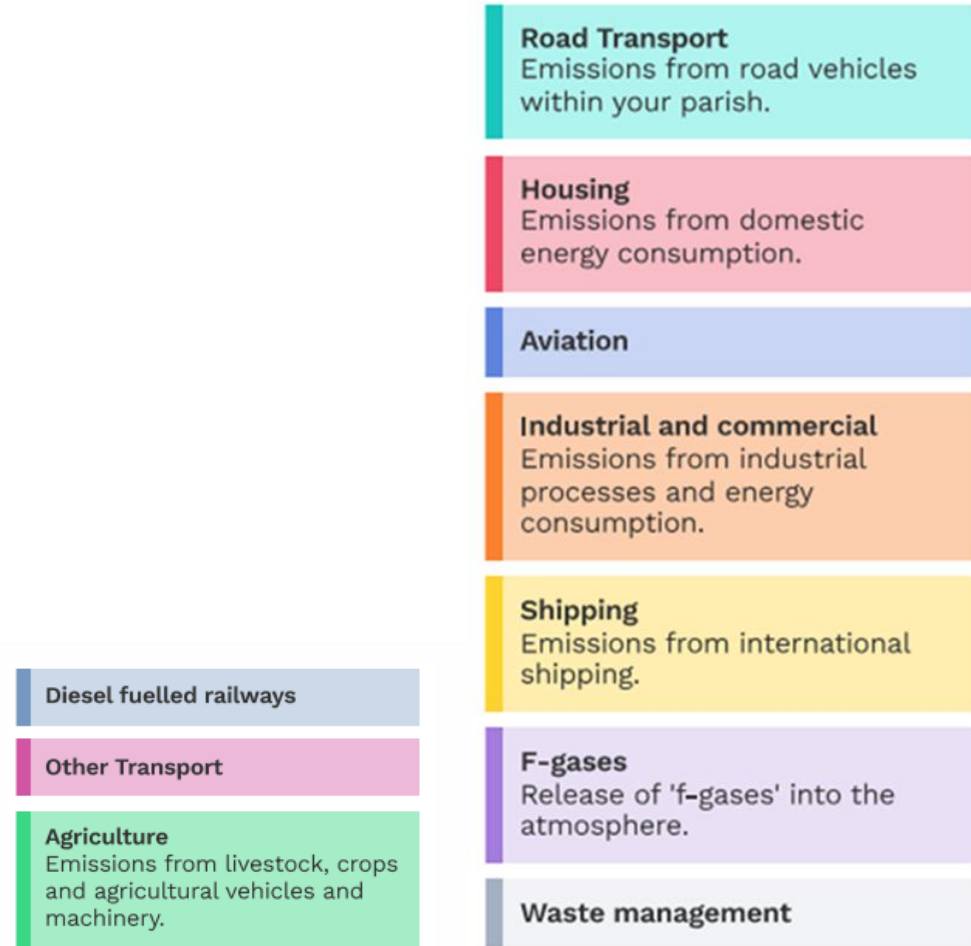 Road Transport
Emissions from road vehicles
within your parish.
Housing
Emissions from domestic
energy consumption.
Aviation
Industrial and commercial
Emissions from industrial
processes and energy
consumption.
Shipping
Emissions from international
shipping.
F-gases
Release of 'f-gases' into the
atmosphere.
Waste management
Diesel fuelled railways
Other Transport
Agriculture
Emissions from livestock, crops
and agricultural vehicles and
machinery.